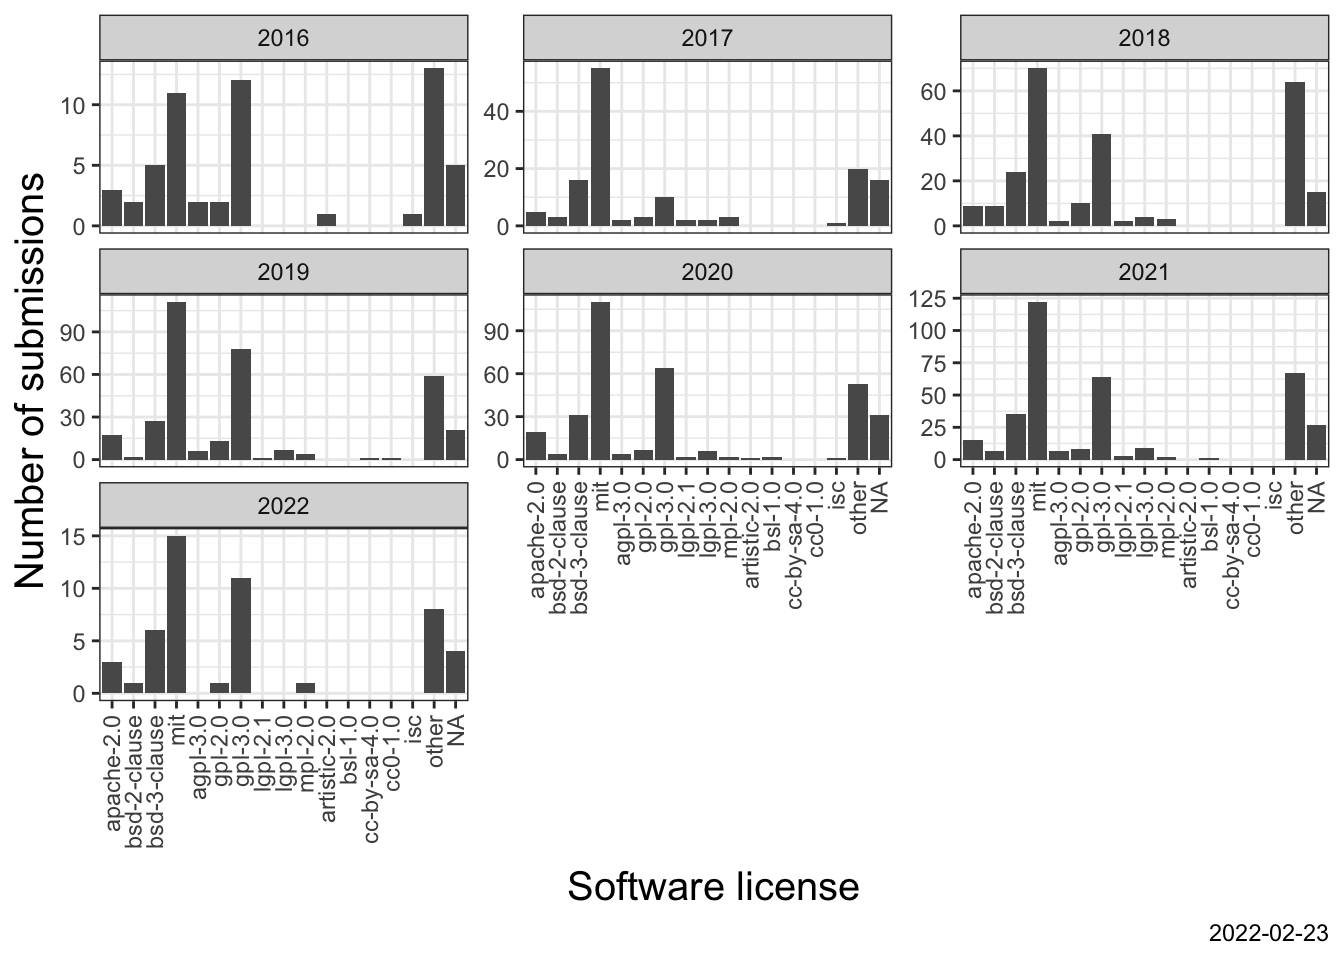 2016
2017
2018
10
5
0
40
20
0
60
40
20
0
Number of submissions
2019
2020
2021
90
60
30
0
90
60
30
0
125
100
75
50
25
0
apache-2.0
bsd-2-clause
bsd-3-clause
mit
agpl-3.0
gpl-2.0
gpl-3.0
lgpl-2.1
lgpl-3.0
mpl-2.0
artistic-2.0
bsl-1.0
cc-by-sa-4.0
cc0-1.0
isc
other
NA
apache-2.0
bsd-2-clause
bsd-3-clause
mit
agpl-3.0
gpl-2.0
gpl-3.0
lgpl-2.1
lgpl-3.0
mpl-2.0
artistic-2.0
bsl-1.0
cc-by-sa-4.0
cc0-1.0
isc
other
NA
2022
15
10
5
0
apache-2.0
bsd-2-clause
bsd-3-clause
mit
agpl-3.0
gpl-2.0
gpl-3.0
lgpl-2.1
lgpl-3.0
mpl-2.0
artistic-2.0
bsl-1.0
cc-by-sa-4.0
cc0-1.0
isc
other
NA
Software license
2022-02-23